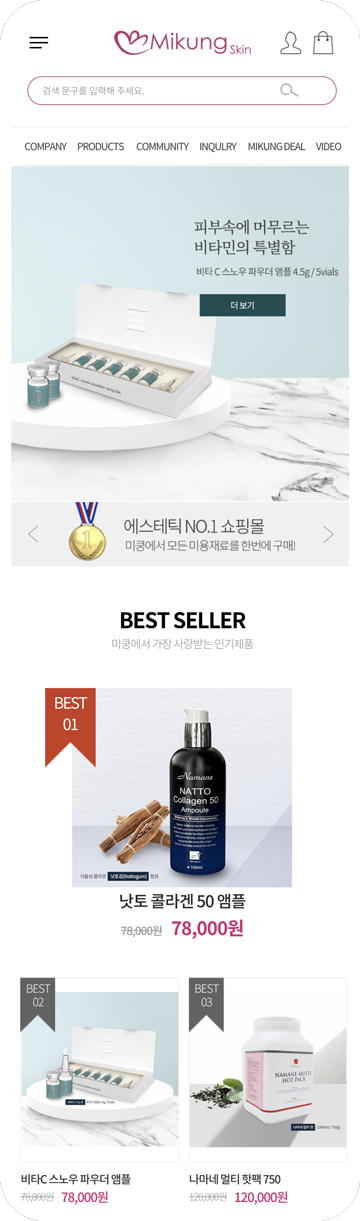 Mikung Skin
검색 문구를 입력해 주세요.
COMPANY PRODUCTS COMMUNITY INQULRY MIKUNG DEAL VIDEO
피부속에 머무르는
비타민의 특별함
비타 C 스노우 파우더 앰플 4.5g / 5vials
더 보기
에스테틱 NO.1 쇼핑몰
미쿵에서 모든 미용재료를 한번에 구매!
BEST SELLER
미쿵에서 가장 사랑받는 인기제품
BEST
01
Namane
NATTO
Collagen 50
Ampoule
100ml
식물성 콜라겐 낫토검(Nattogum) 함유
낫토 콜라겐 50 앰플
78,000원 78,000원
BEST
02
BEST
03
NAMANE MULTI
HOT PACK
비타C 스노우 파우더 앰플
78,000원 78,000원
나마네 멀티 핫팩 750
120,000원 120,000원